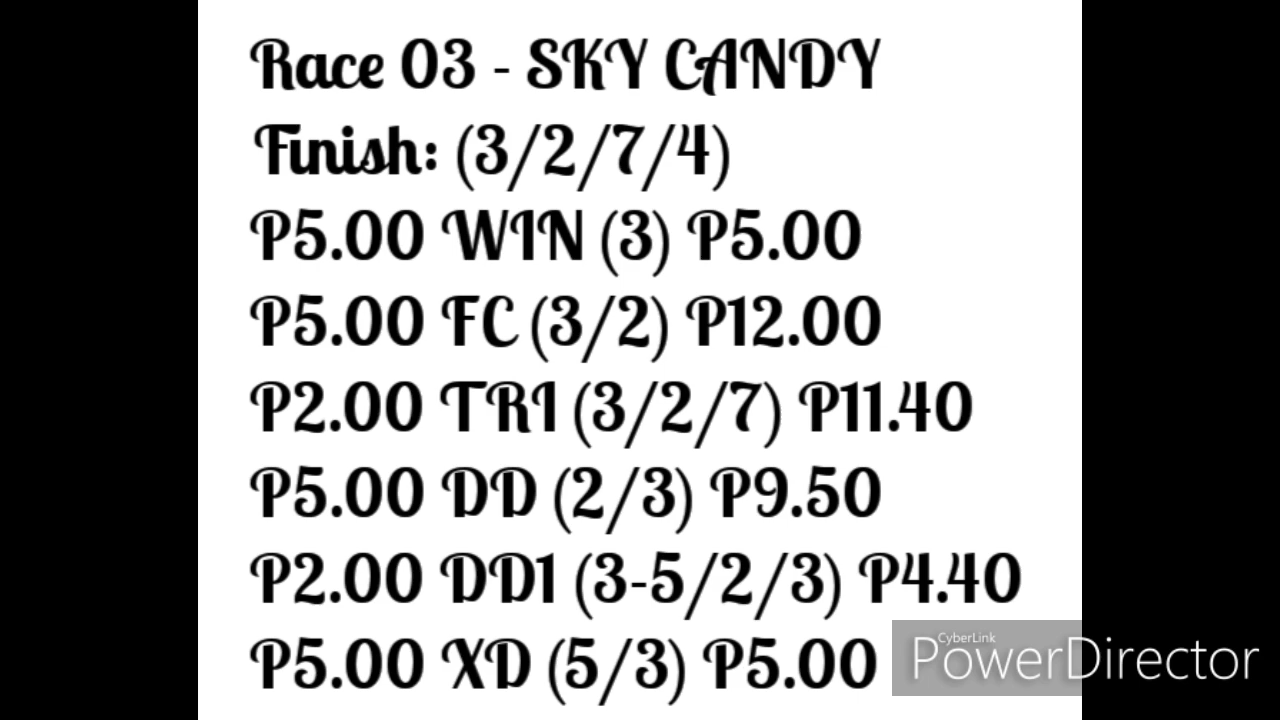 Race 03 - SKY CANDY
Finish: (3/2/7/4)
P5.00 WIN (3) P5.00
P5.00 FC (3/2) P12.00
P2.00 TRI (3/2/7) P11.40
P5.00 DD (2/3) P9.50
P2.00 DD1 (3-5/2/3) P4.40
P5.00 XD (5/3) P5.00
CyberLink
PowerDirector